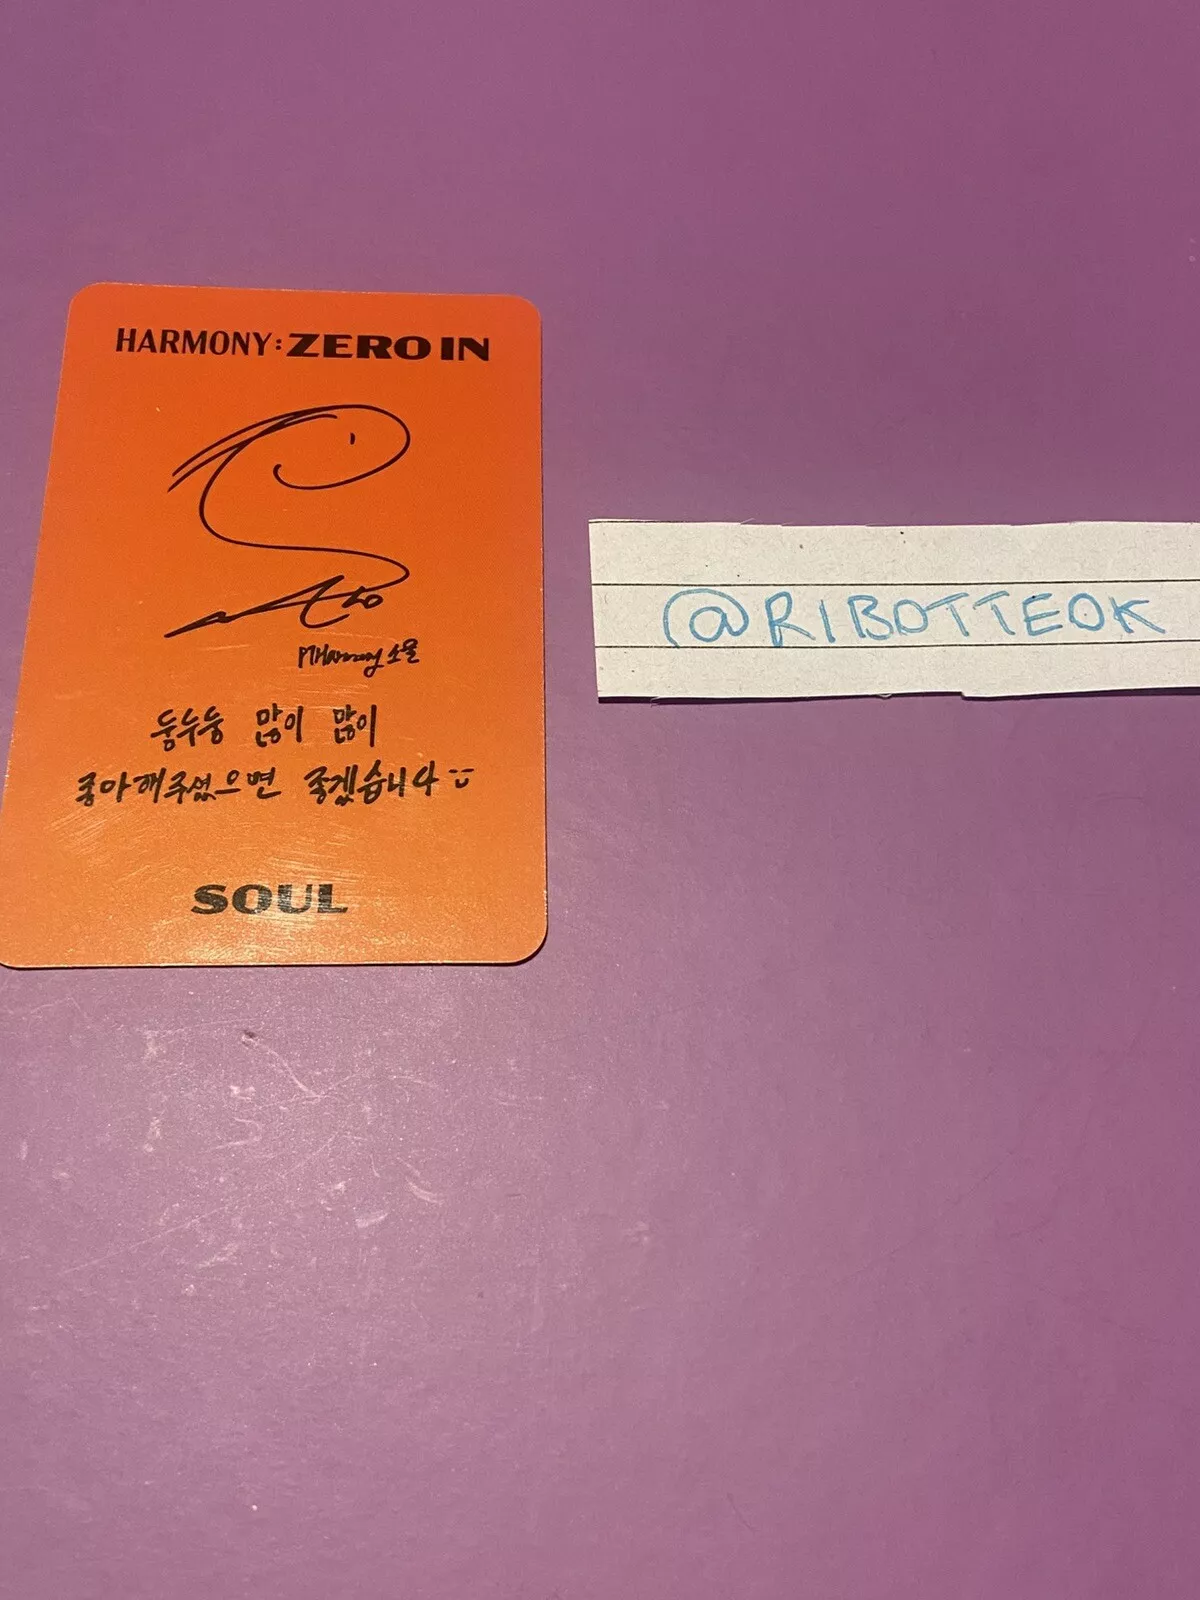 HARMONY: ZERO IN
P1Harmony 소울
둥누둥 많이 많이
좋아해주셨으면 좋겠습니다
SOUL
@RIBOTTEOK